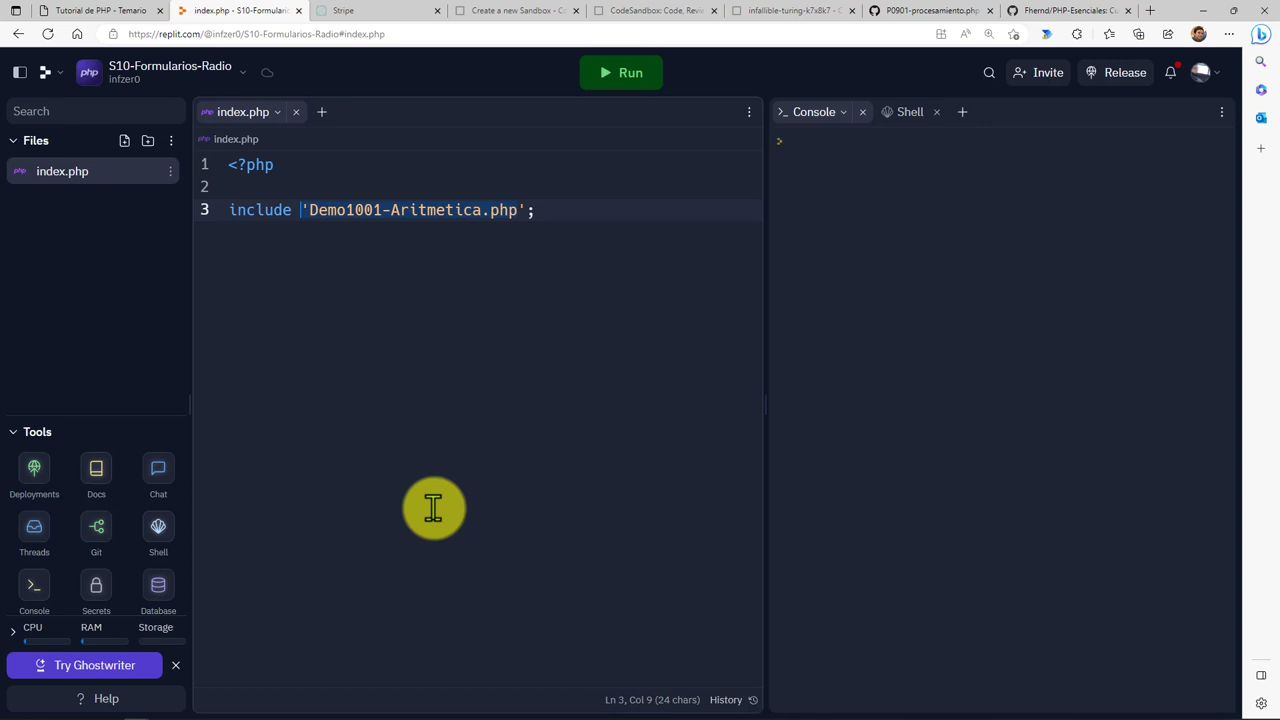 Tutorial de PHP - Temario
index.php - S10-Formularios
Stripe
Create a new Sandbox - C
CodeSandbox: Code, Revi
infallible-turing-k7x8k7 - C
P0901-procesamiento.php
Fhernd/PHP-Esenciales: Cu
https://replit.com/@infzer0/S10-Formularios-Radio#index.php
php
S10-Formularios-Radio
infzer0
Run
Invite
Release
Search
Files
php index.php
Tools
Deployments Docs Chat
Threads Git Shell
Console Secrets Database
CPU RAM Storage
Try Ghostwriter
? Help
php index.php
php index.php
1 <?php
2
3 include 'Demo1001-Aritmetica.php';
Ln 3, Col 9 (24 chars) History
>_ Console
Shell